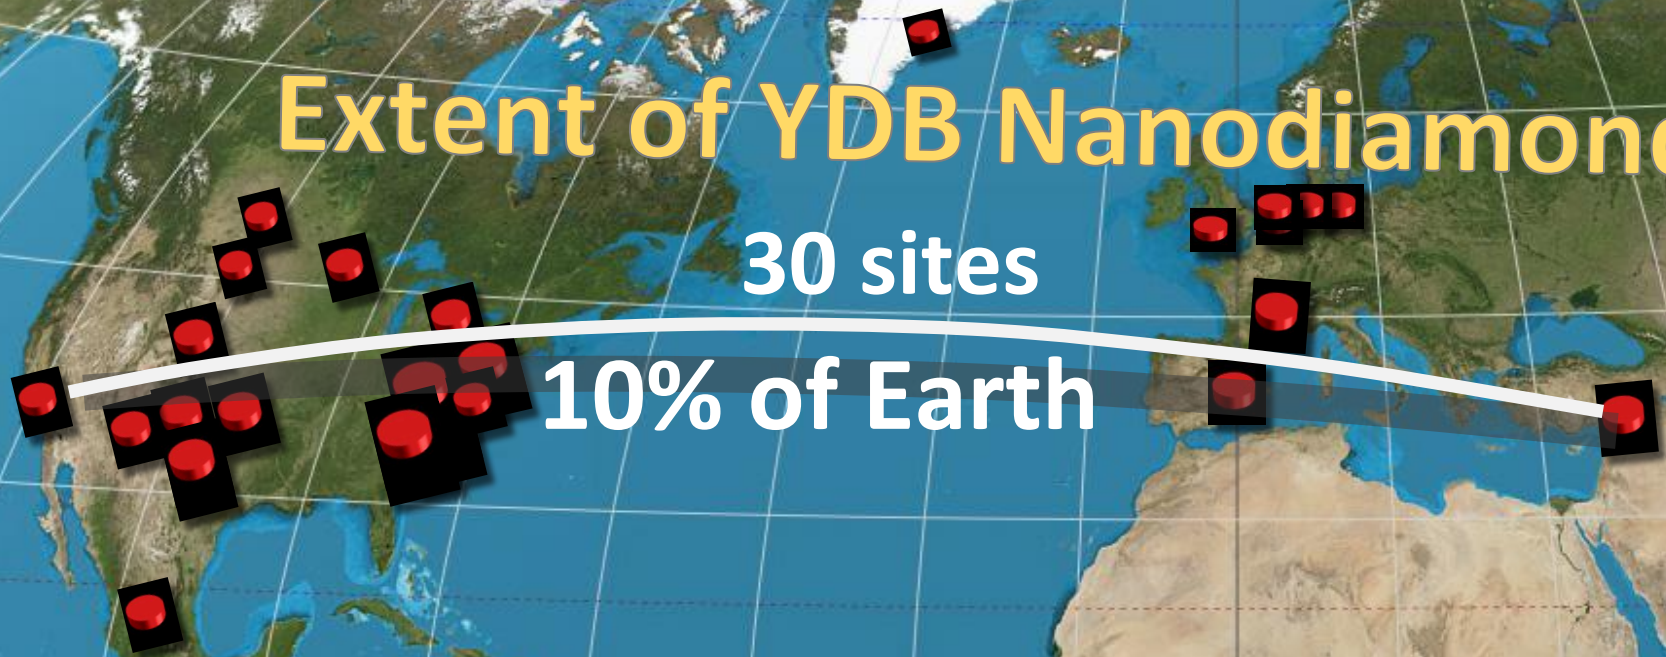 Extent of YDB Nanodiamond
30 sites
10% of Earth